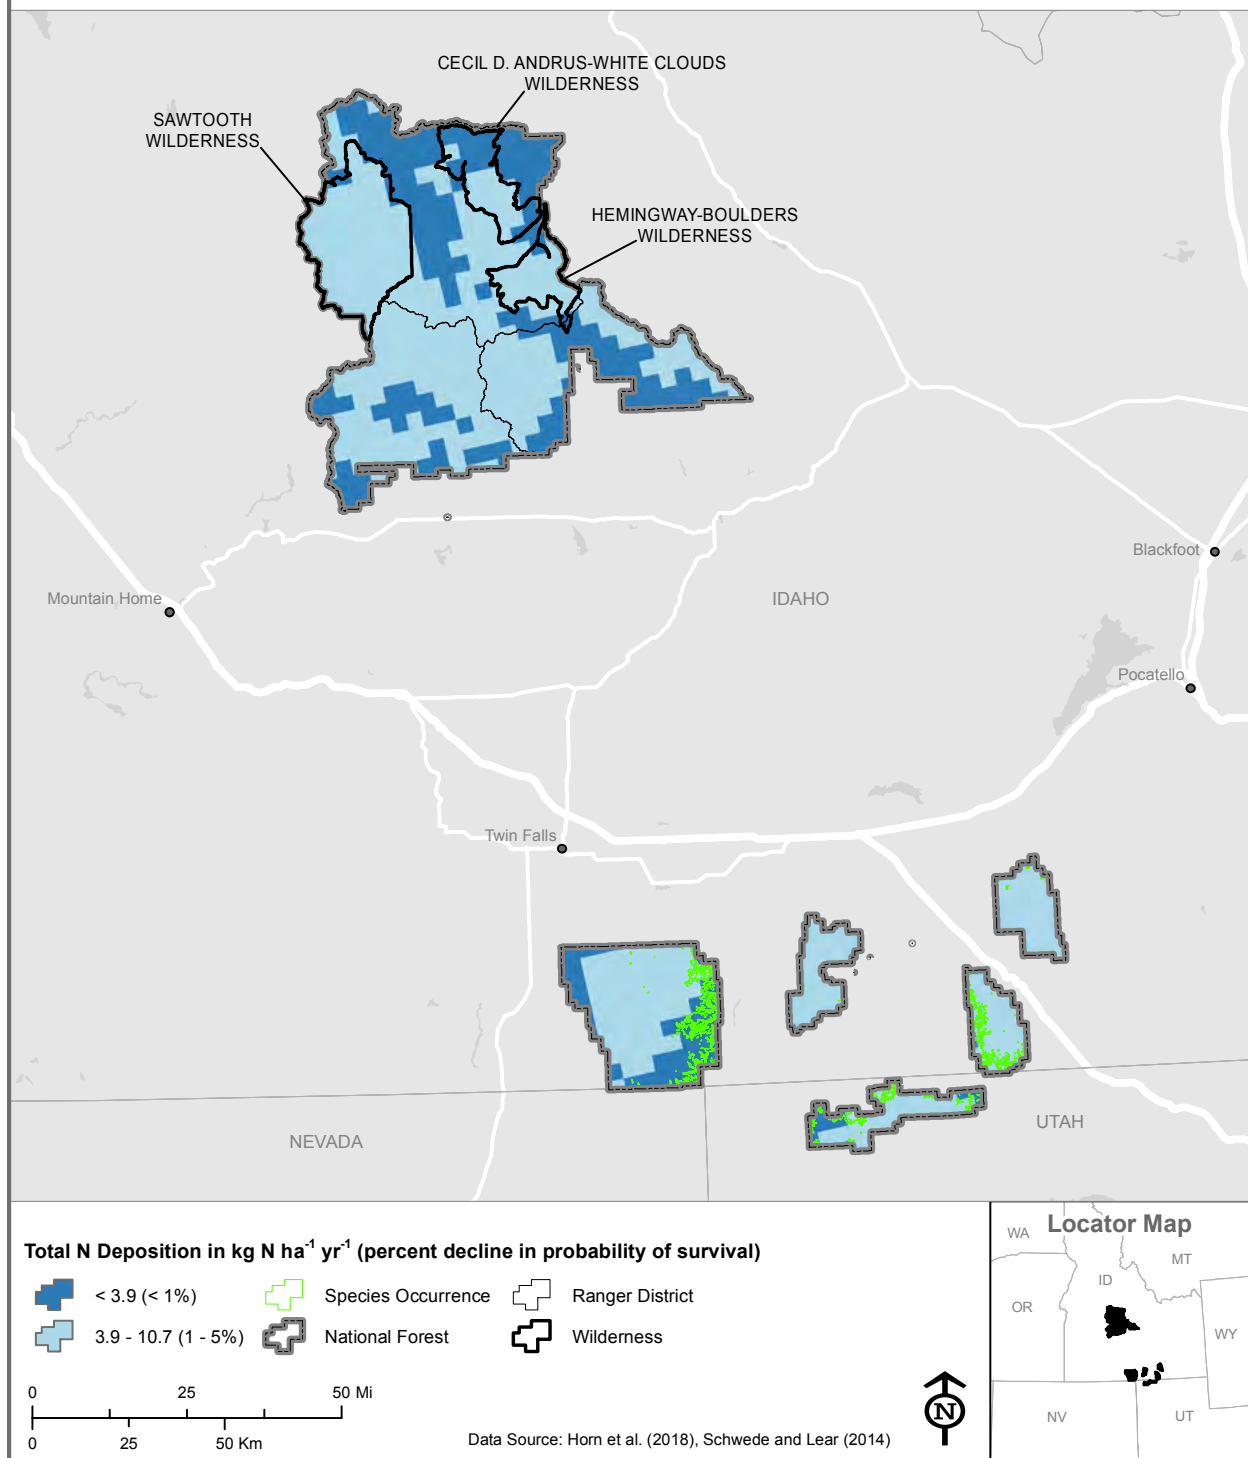 CECIL D. ANDRUS-WHITE CLOUDS
WILDERNESS
SAWTOOTH
WILDERNESS
HEMINGWAY-BOULDERS
WILDERNESS
Blackfoot
Mountain Home
IDAHO
Pocatello
Twin Falls
NEVADA
UTAH
Total N Deposition in kg N ha⁻¹ yr⁻¹ (percent decline in probability of survival)
< 3.9 (< 1%)
Species Occurrence
Ranger District
3.9 - 10.7 (1 - 5%)
National Forest
Wilderness
0 25 50 Mi
0 25 50 Km
Data Source: Horn et al. (2018), Schwede and Lear (2014)
N
Locator Map
WA
MT
ID
OR
WY
NV
UT